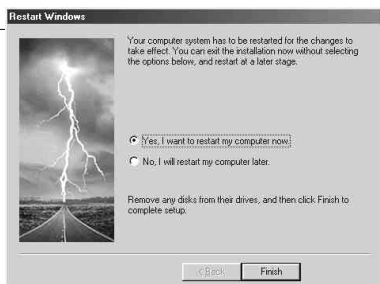 Restart Windows
Your computer system has to be restarted for the changes to
take effect. You can exit the installation now without selecting
the options below, and restart at a later stage.
Yes, I want to restart my computer now.
No, I will restart my computer later.
Remove any disks from their drives, and then click Finish to
complete setup.
< Back
Finish